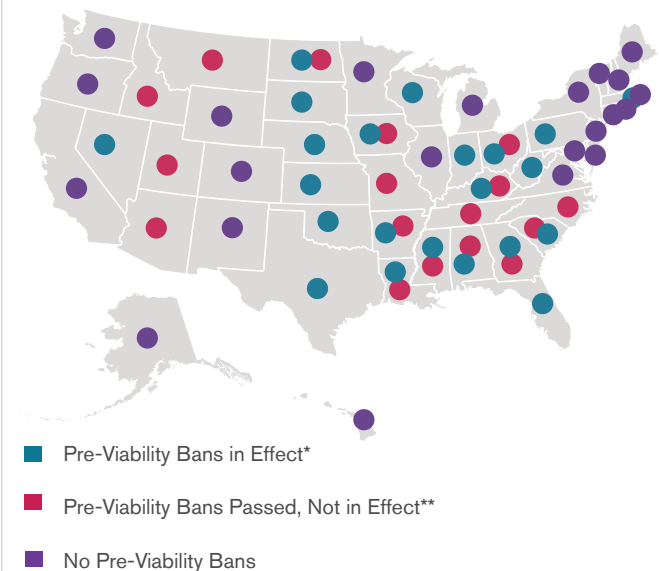 Pre-Viability Bans in Effect*
Pre-Viability Bans Passed, Not in Effect**
No Pre-Viability Bans